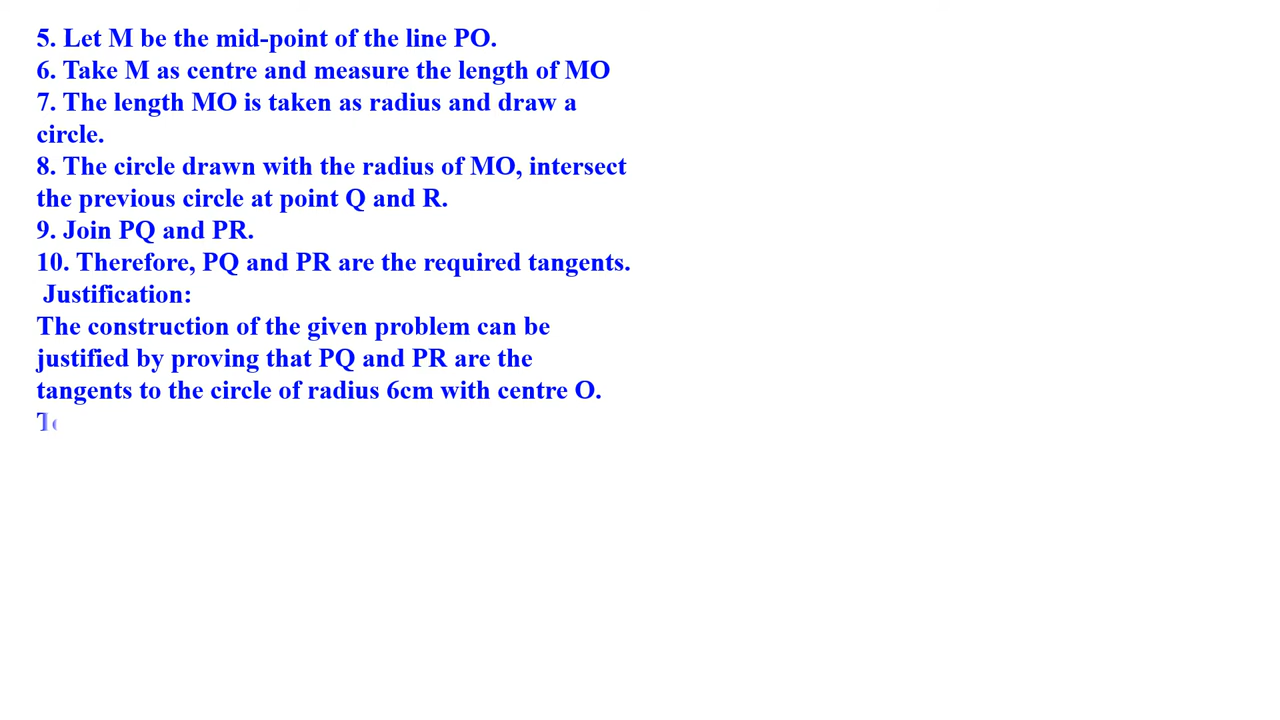 5. Let M be the mid-point of the line PO.
6. Take M as centre and measure the length of MO
7. The length MO is taken as radius and draw a
circle.
8. The circle drawn with the radius of MO, intersect
the previous circle at point Q and R.
9. Join PQ and PR.
10. Therefore, PQ and PR are the required tangents.
Justification:
The construction of the given problem can be
justified by proving that PQ and PR are the
tangents to the circle of radius 6cm with centre O.